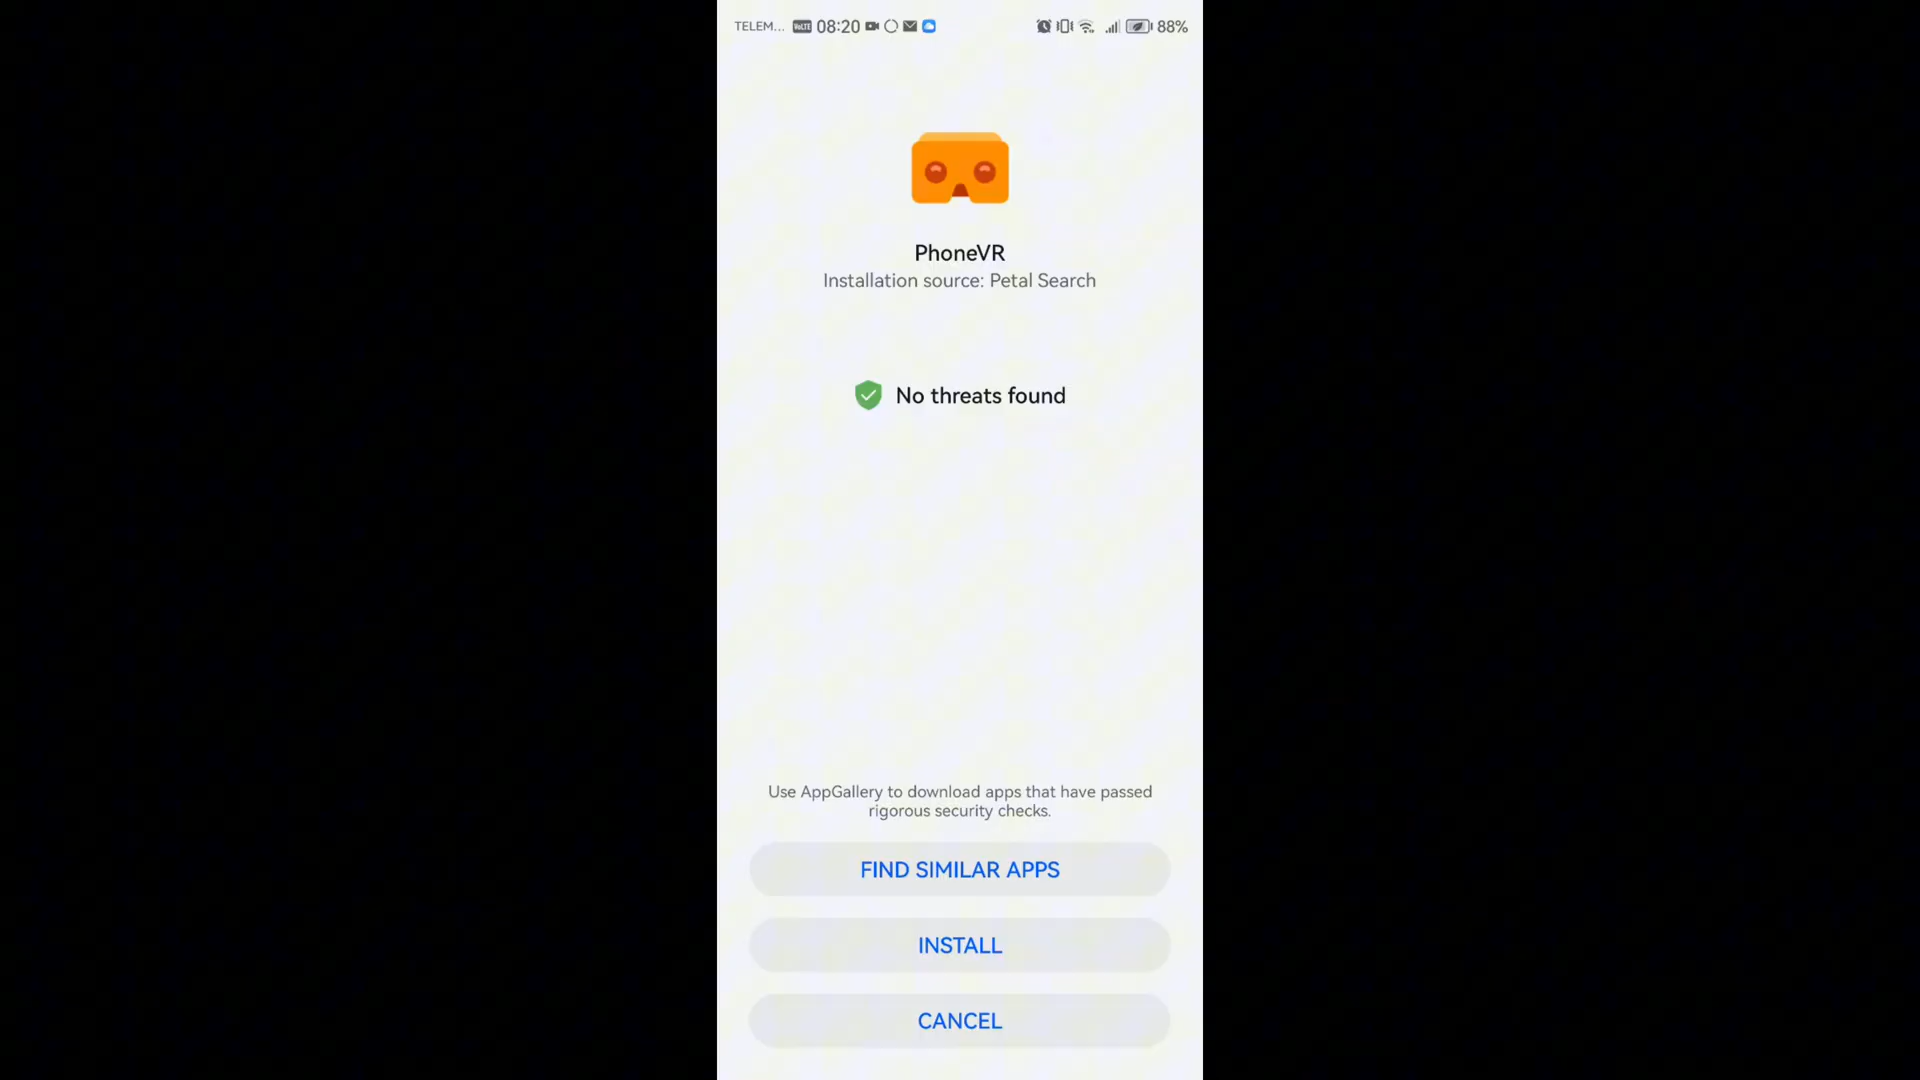 TELEM... VoLTE 08:20 88%
PhoneVR
Installation source: Petal Search
No threats found
Use AppGallery to download apps that have passed
rigorous security checks.
FIND SIMILAR APPS
INSTALL
CANCEL